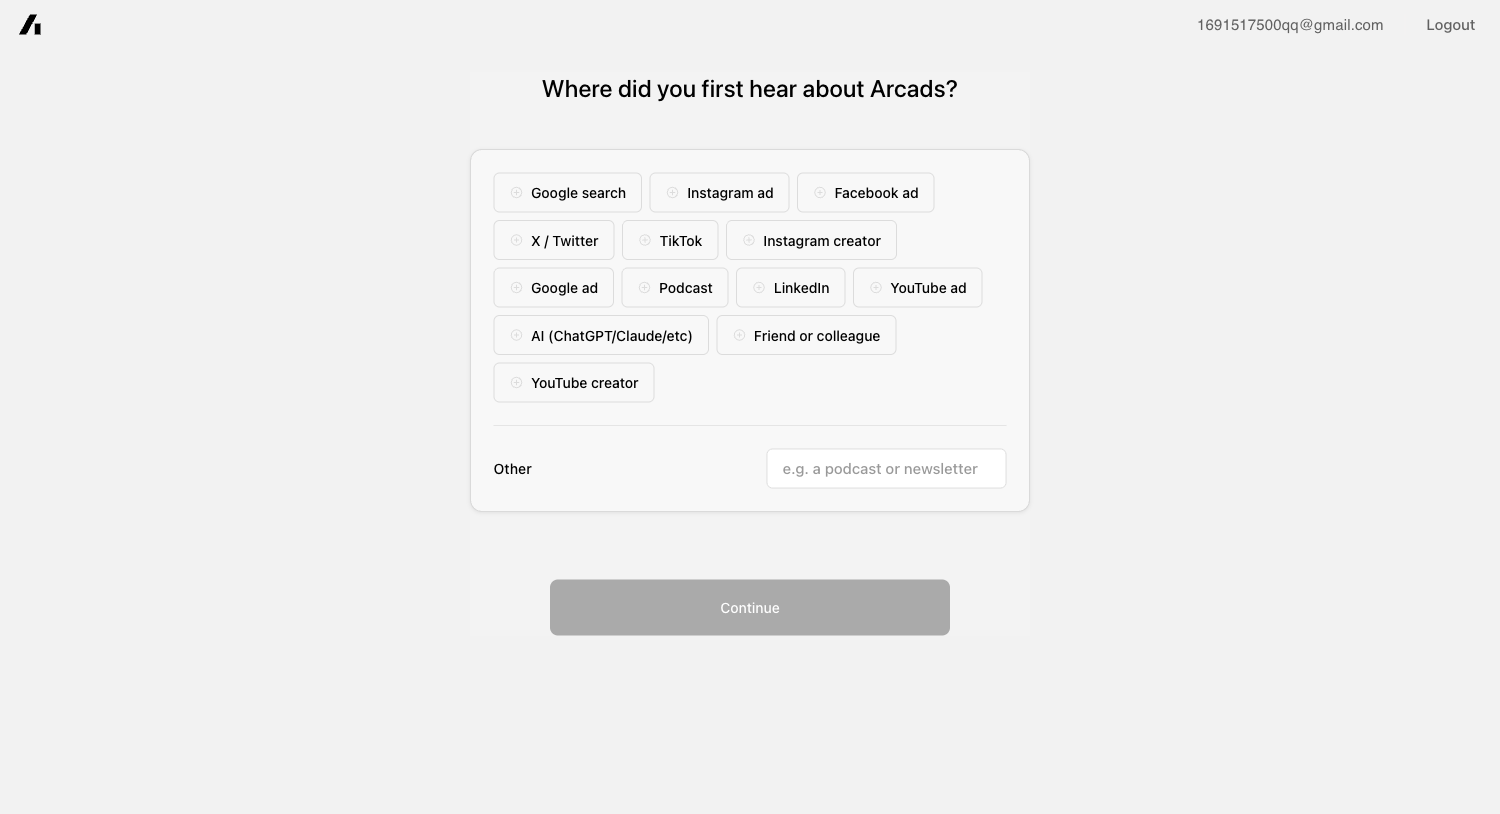 1691517500qq@gmail.com Logout
Where did you first hear about Arcads?
Google search Instagram ad Facebook ad
X / Twitter TikTok Instagram creator
Google ad Podcast LinkedIn YouTube ad
AI (ChatGPT/Claude/etc) Friend or colleague
YouTube creator
Other e.g. a podcast or newsletter
Continue